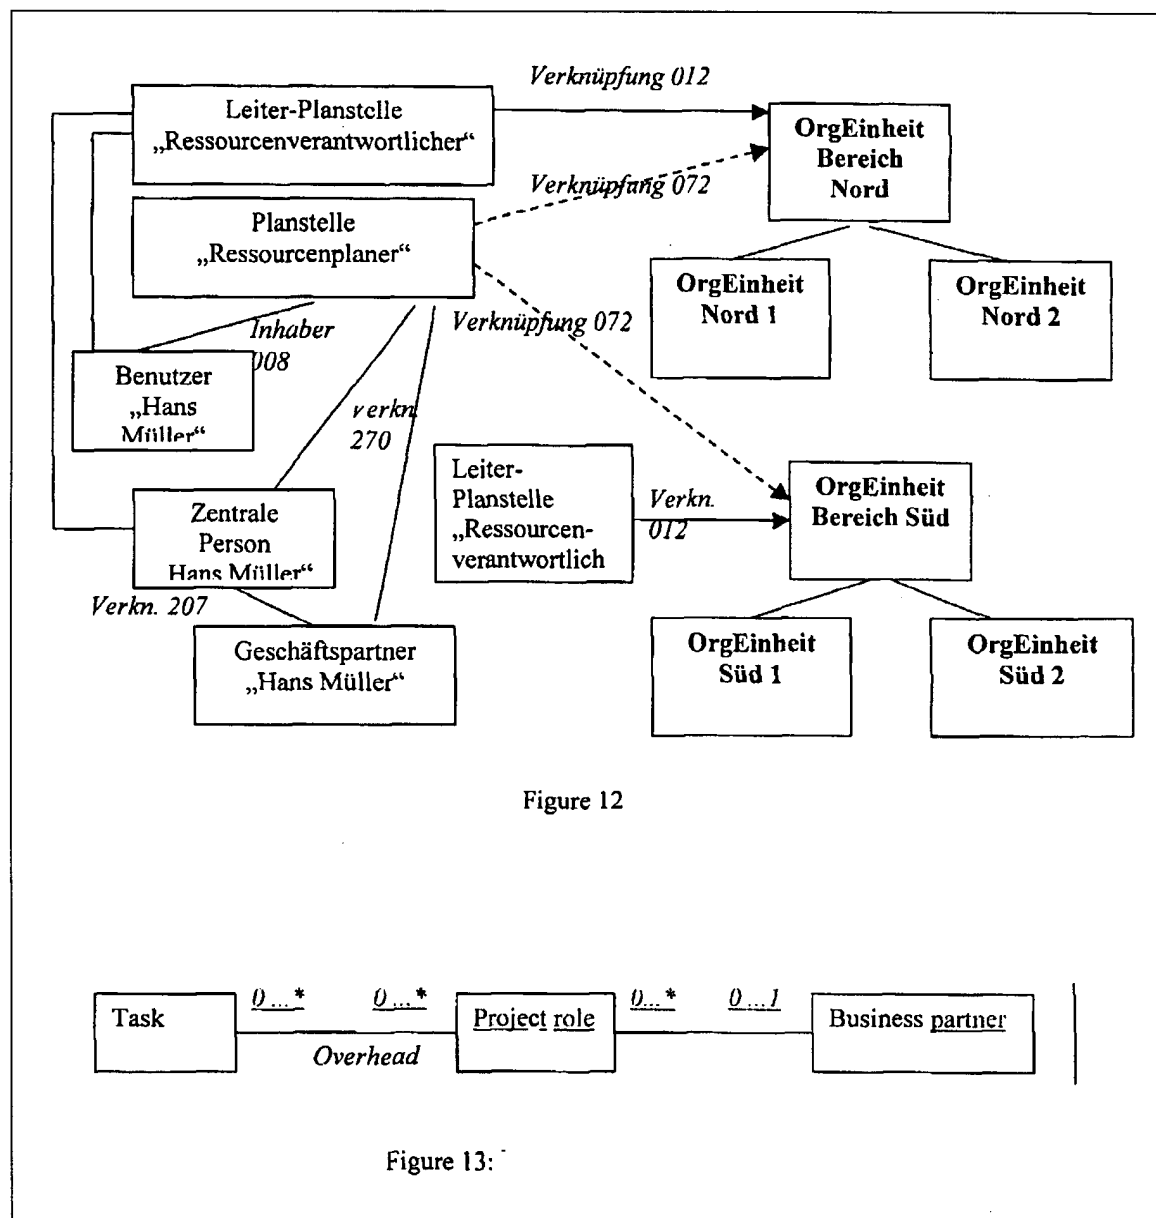 Verknüpfung 012
Leiter-Planstelle
„Ressourcenverantwortlicher“
OrgEinheit
Bereich
Nord
Verknüpfung 072
Planstelle
„Ressourcenplaner“
OrgEinheit
Nord 1
OrgEinheit
Nord 2
Verknüpfung 072
Inhaber
008
Benutzer
„Hans
Müller“
verkn.
270
Leiter-
Planstelle
„Ressourcen-
verantwortlich
Verkn.
012
OrgEinheit
Bereich Süd
Zentrale
Person
Hans Müller“
Verkn. 207
Geschäftspartner
„Hans Müller“
OrgEinheit
Süd 1
OrgEinheit
Süd 2
Figure 12
Task
0...*
0...*
Overhead
Project role
0...*
0...1
Business partner
Figure 13: